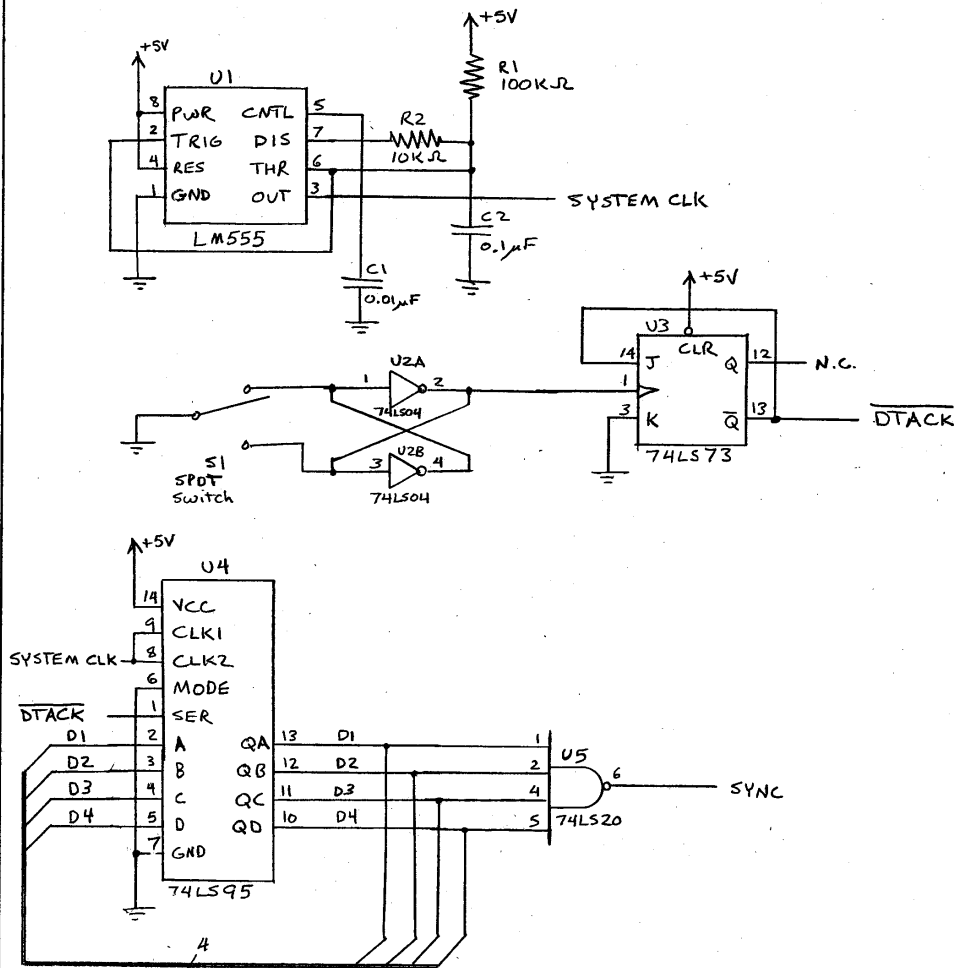 +5V
+5V
R1
100KΩ
U1
8 PWR CNTL 5
2 TRIG DIS 7
4 RES THR 6
1 GND OUT 3
LM555
R2
10KΩ
SYSTEM CLK
C2
0.1μF
C1
0.01μF
+5V
U3
CLR
14 J Q 12
N.C.
1
3 K Q̅ 13
D̅T̅A̅C̅K̅
74LS73
U2A
1 2
74LS04
U2B
3 4
74LS04
S1
SPDT
Switch
+5V
U4
14 VCC
9 CLK1
SYSTEM CLK 8 CLK2
6 MODE
D̅T̅A̅C̅K̅ 1 SER
D1 2 A QA 13 D1 1
D2 3 B QB 12 D2 2
D3 4 C QC 11 D3 4
D4 5 D QD 10 D4 5
7 GND
74LS95
U5
6
SYNC
74LS20
4